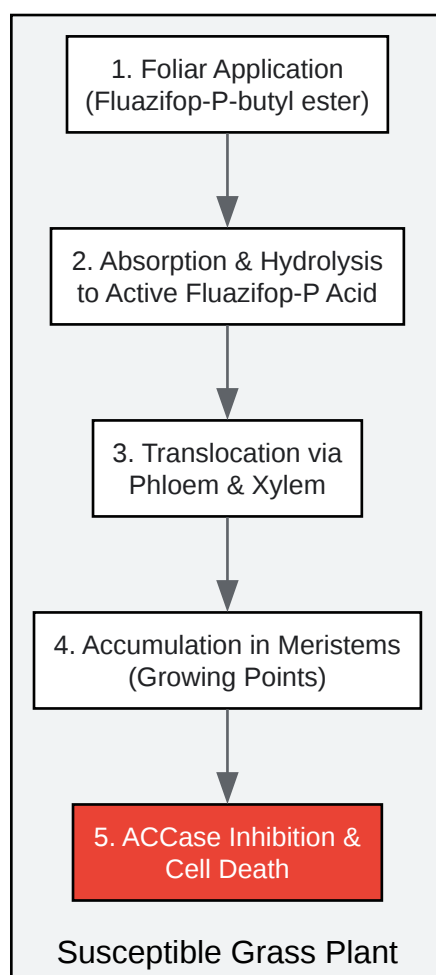 1. Foliar Application
(Fluazifop-P-butyl ester)
2. Absorption & Hydrolysis
to Active Fluazifop-P Acid
3. Translocation via
Phloem & Xylem
4. Accumulation in Meristems
(Growing Points)
5. ACCase Inhibition &
Cell Death
Susceptible Grass Plant